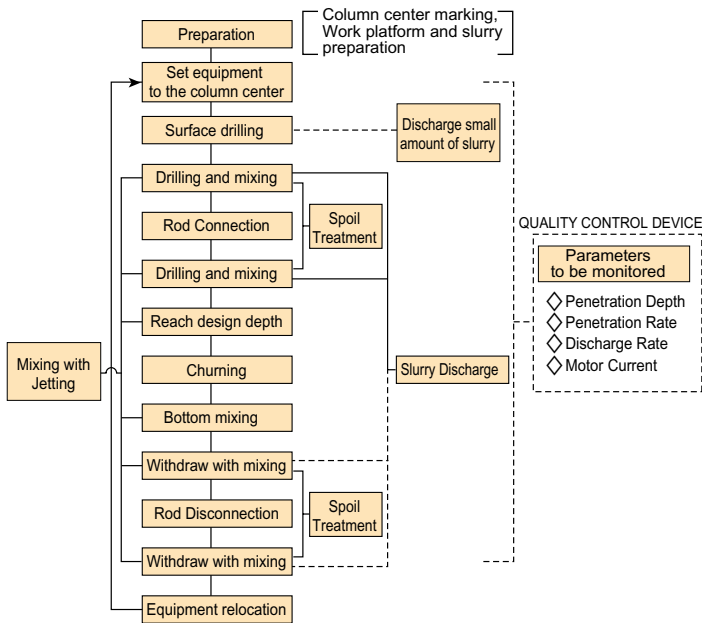 Preparation
Column center marking,
Work platform and slurry
preparation
Set equipment
to the column center
Surface drilling
Discharge small
amount of slurry
Drilling and mixing
Rod Connection
Spoil
Treatment
Drilling and mixing
Reach design depth
Mixing with
Jetting
Churning
Slurry Discharge
Bottom mixing
Withdraw with mixing
Rod Disconnection
Spoil
Treatment
Withdraw with mixing
Equipment relocation
QUALITY CONTROL DEVICE
Parameters
to be monitored
Penetration Depth
Penetration Rate
Discharge Rate
Motor Current